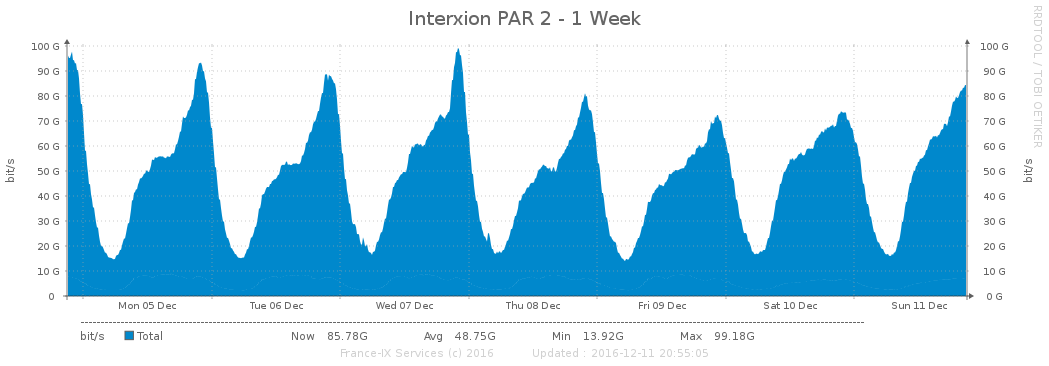 Interxion PAR 2 - 1 Week
RRDTOOL / TOBI OETIKER
100 G 100 G
90 G 90 G
80 G 80 G
70 G 70 G
60 G 60 G
50 G 50 G
40 G 40 G
30 G 30 G
20 G 20 G
10 G 10 G
0 0 G
bit/s bit/s
Mon 05 Dec Tue 06 Dec Wed 07 Dec Thu 08 Dec Fri 09 Dec Sat 10 Dec Sun 11 Dec
bit/s Total Now 85.78G Avg 48.75G Min 13.92G Max 99.18G
France-IX Services (c) 2016 Updated : 2016-12-11 20:55:05